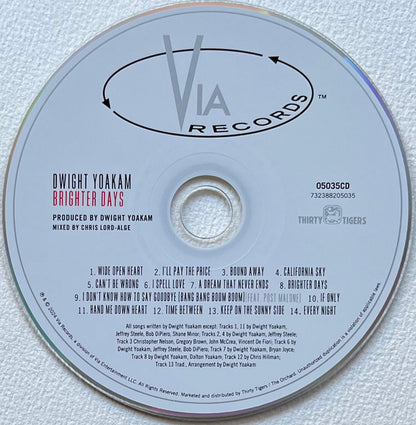 VIA
RECORDS ™
DWIGHT YOAKAM
BRIGHTER DAYS
PRODUCED BY DWIGHT YOAKAM
MIXED BY CHRIS LORD-ALGE
05035CD
732388205035
THIRTY TIGERS
1. WIDE OPEN HEART 2. I'LL PAY THE PRICE 3. BOUND AWAY 4. CALIFORNIA SKY
5. CAN'T BE WRONG 6. I SPELL LOVE 7. A DREAM THAT NEVER ENDS 8. BRIGHTER DAYS
9. I DON'T KNOW HOW TO SAY GOODBYE (BANG BANG BOOM BOOM) (FEAT. POST MALONE) 10. IF ONLY
11. HAND ME DOWN HEART 12. TIME BETWEEN 13. KEEP ON THE SUNNY SIDE 14. EVERY NIGHT
All songs written by Dwight Yoakam except: Tracks 1, 11 by Dwight Yoakam,
Jeffrey Steele, Bob DiPiero, Shane Minor; Tracks 2, 4 by Dwight Yoakam, Jeffrey Steele;
Track 3 Christopher Nelson, Gregory Brown, John McCrea, Vincent De Fiori; Track 6 by
Dwight Yoakam, Jeffrey Steele, Bob DiPiero; Track 7 by Dwight Yoakam, Bryan Joyce;
Track 8 by Dwight Yoakam, Dalton Yoakam; Track 12 by Chris Hillman;
Track 13 Trad., Arrangement by Dwight Yoakam
℗ & © 2024 Via Records, a division of Via Entertainment LLC. All Rights Reserved. Marketed and distributed by Thirty Tigers / The Orchard. Unauthorized duplication is a violation of applicable laws.